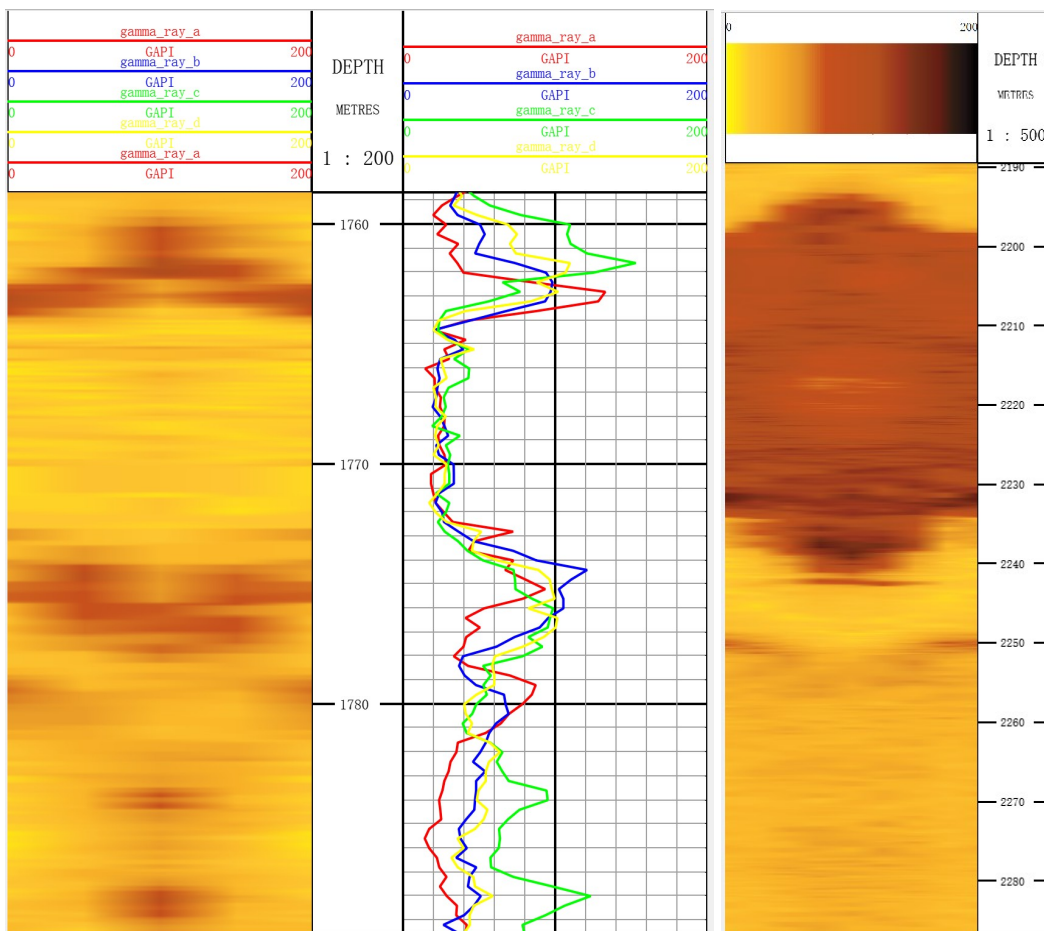 gamma_ray_a
0 GAPI 200
gamma_ray_b
0 GAPI 200
gamma_ray_c
0 GAPI 200
gamma_ray_d
0 GAPI 200
gamma_ray_a
0 GAPI 200
DEPTH
METRES
1 : 200
gamma_ray_a
0 GAPI 200
gamma_ray_b
0 GAPI 200
gamma_ray_c
0 GAPI 200
gamma_ray_d
0 GAPI 200
1760
1770
1780
0 200
DEPTH
METRES
1 : 500
2190
2200
2210
2220
2230
2240
2250
2260
2270
2280